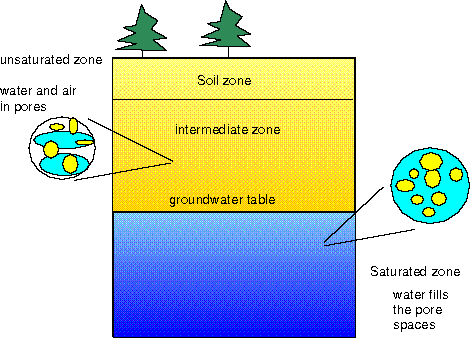 unsaturated zone
water and air
in pores
Soil zone
intermediate zone
groundwater table
Saturated zone
water fills
the pore
spaces